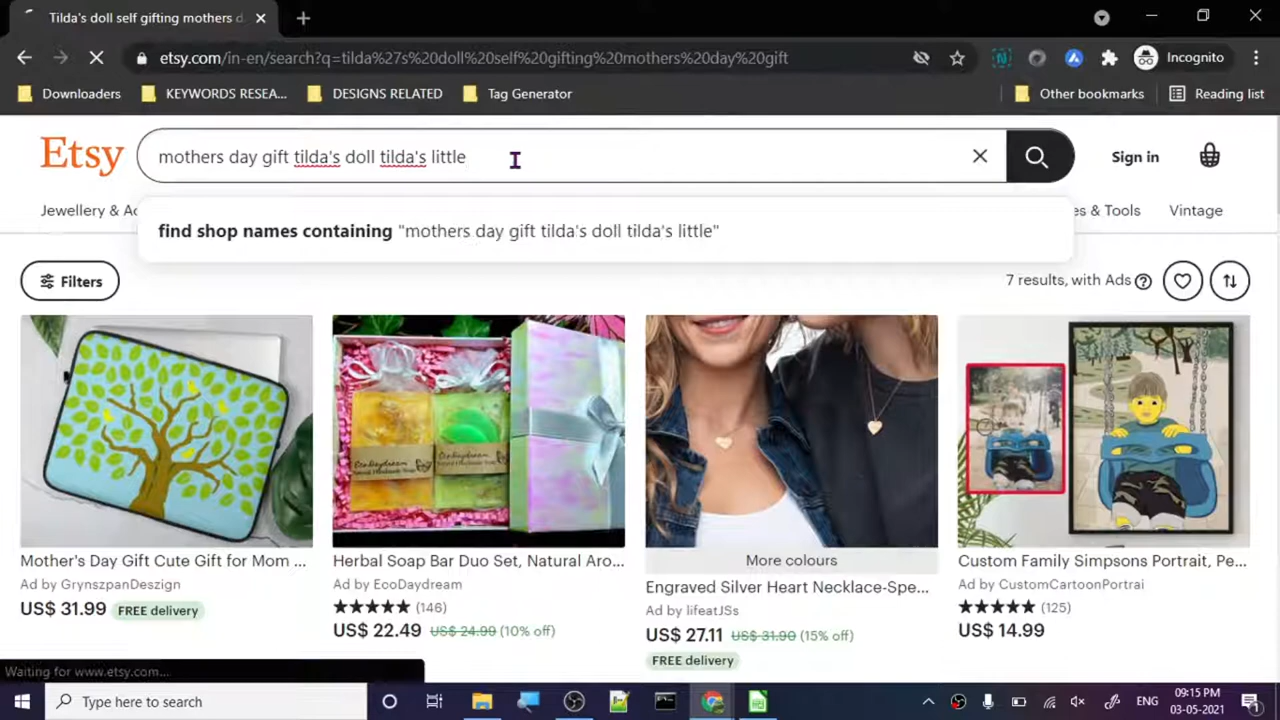 Tilda's doll self gifting mothers d
etsy.com/in-en/search?q=tilda%27s%20doll%20self%20gifting%20mothers%20day%20gift
Incognito
Downloaders
KEYWORDS RESEA...
DESIGNS RELATED
Tag Generator
Other bookmarks
Reading list
Etsy
mothers day gift tilda's doll tilda's little
Sign in
Jewellery & Ac
es & Tools
Vintage
find shop names containing "mothers day gift tilda's doll tilda's little"
Filters
7 results, with Ads
EcoDaydream
More colours
Mother's Day Gift Cute Gift for Mom ...
Ad by GrynszpanDeszign
US$ 31.99 FREE delivery
Herbal Soap Bar Duo Set, Natural Aro...
Ad by EcoDaydream
(146)
US$ 22.49 US$ 24.99 (10% off)
Engraved Silver Heart Necklace-Spe...
Ad by lifeatJSs
US$ 27.11 US$ 31.90 (15% off)
FREE delivery
Custom Family Simpsons Portrait, Pe...
Ad by CustomCartoonPortrai
(125)
US$ 14.99
Waiting for www.etsy.com...
Type here to search
ENG
09:15 PM
03-05-2021